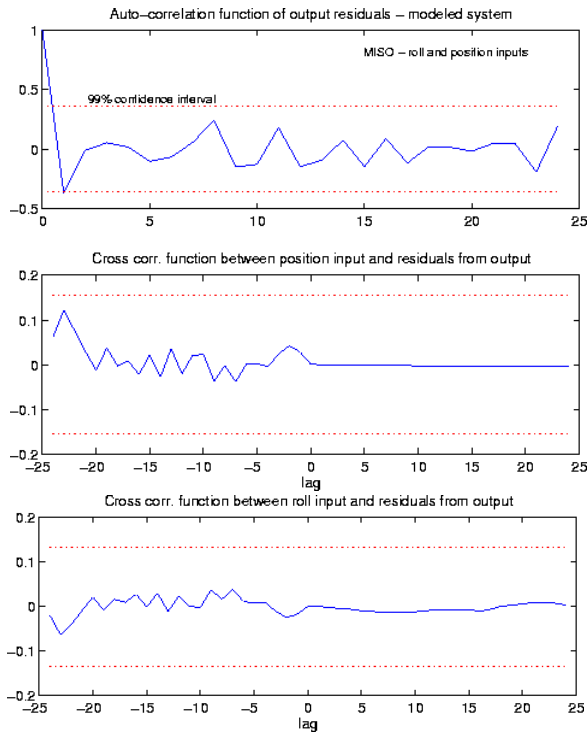 Auto-correlation function of output residuals - modeled system
MISO - roll and position inputs
99% confidence interval
1
0.5
0
-0.5
0 5 10 15 20 25
Cross corr. function between position input and residuals from output
0.2
0.1
0
-0.1
-0.2
-25 -20 -15 -10 -5 0 5 10 15 20 25
lag
Cross corr. function between roll input and residuals from output
0.2
0.1
0
-0.1
-0.2
-25 -20 -15 -10 -5 0 5 10 15 20 25
lag